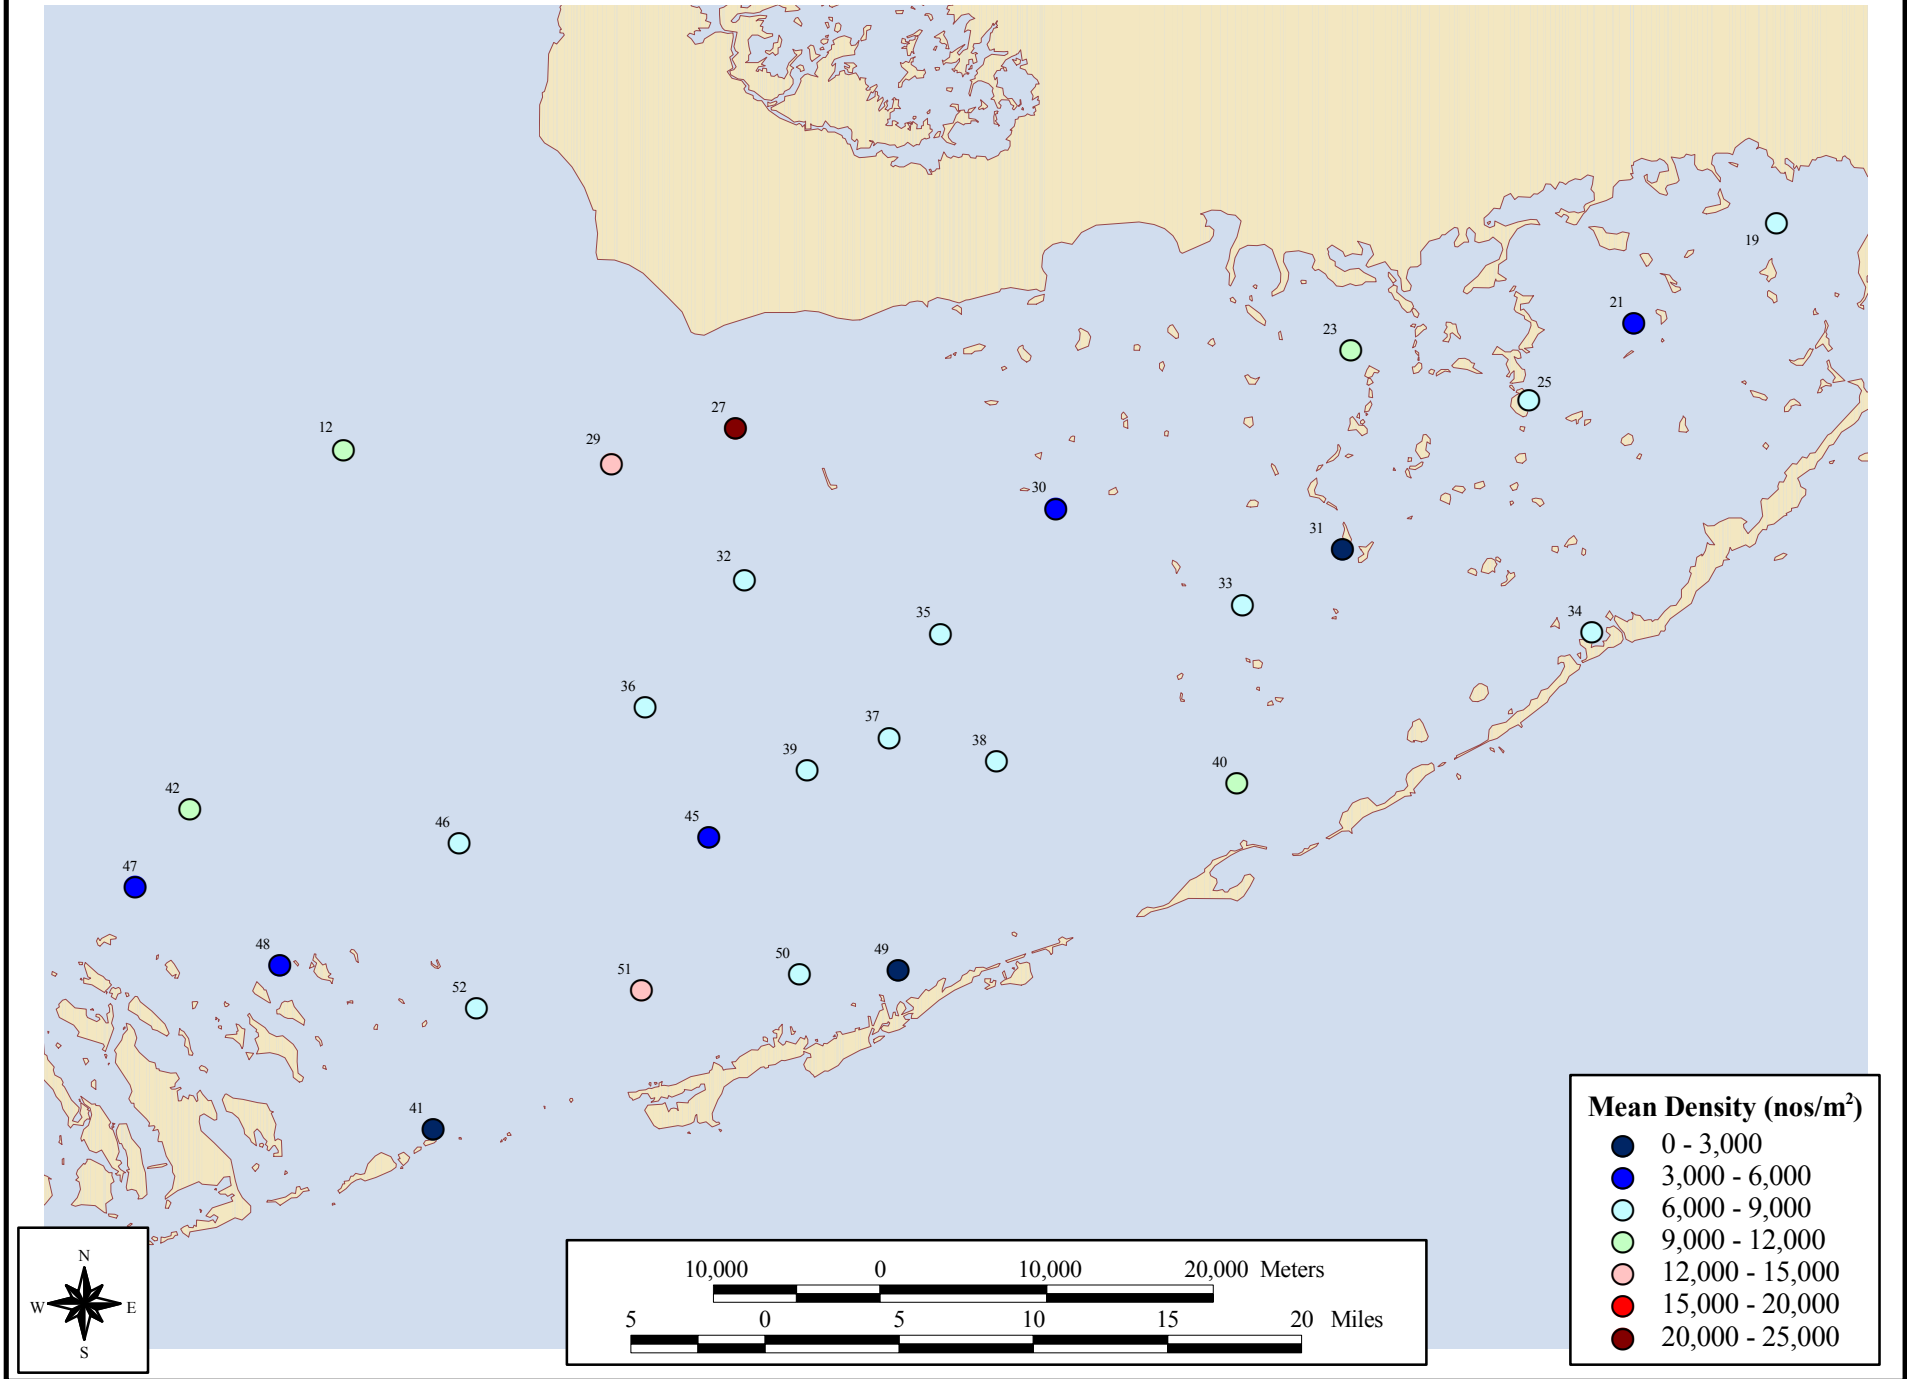 19
21
23
25
27
12
29
30
31
32
33
34
35
36
37
38
39
40
42
46
45
47
48
49
50
51
52
41
Mean Density (nos/m²)
0 - 3,000
3,000 - 6,000
6,000 - 9,000
9,000 - 12,000
12,000 - 15,000
15,000 - 20,000
20,000 - 25,000
N
W E
S
10,000 0 10,000 20,000 Meters
5 0 5 10 15 20 Miles